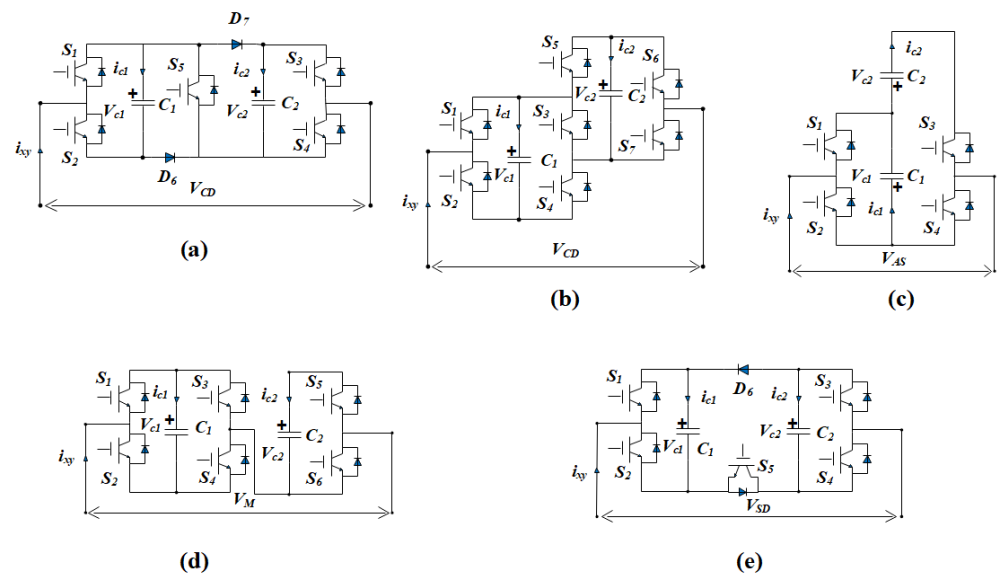 D7
S1 ic1 S5 ic2 S3
Vc1 C1 Vc2 C2
ixy S2 S4
D6 VCD
(a)
S5 ic2 S6
Vc2 C2
S1 ic1 S3
S7
C1
Vc1
ixy S2 S4
VCD
(b)
ic2
Vc2 C2
S1 S3
Vc1 C1
ixy S2 ic1 S4
VAS
(c)
S1 ic1 S3 ic2 S5
Vc1 C1 Vc2 C2
ixy S2 S4 S6
VM
(d)
D6
S1 ic1 ic2 S3
Vc1 C1 Vc2 C2
S5
ixy S2 S4
VSD
(e)